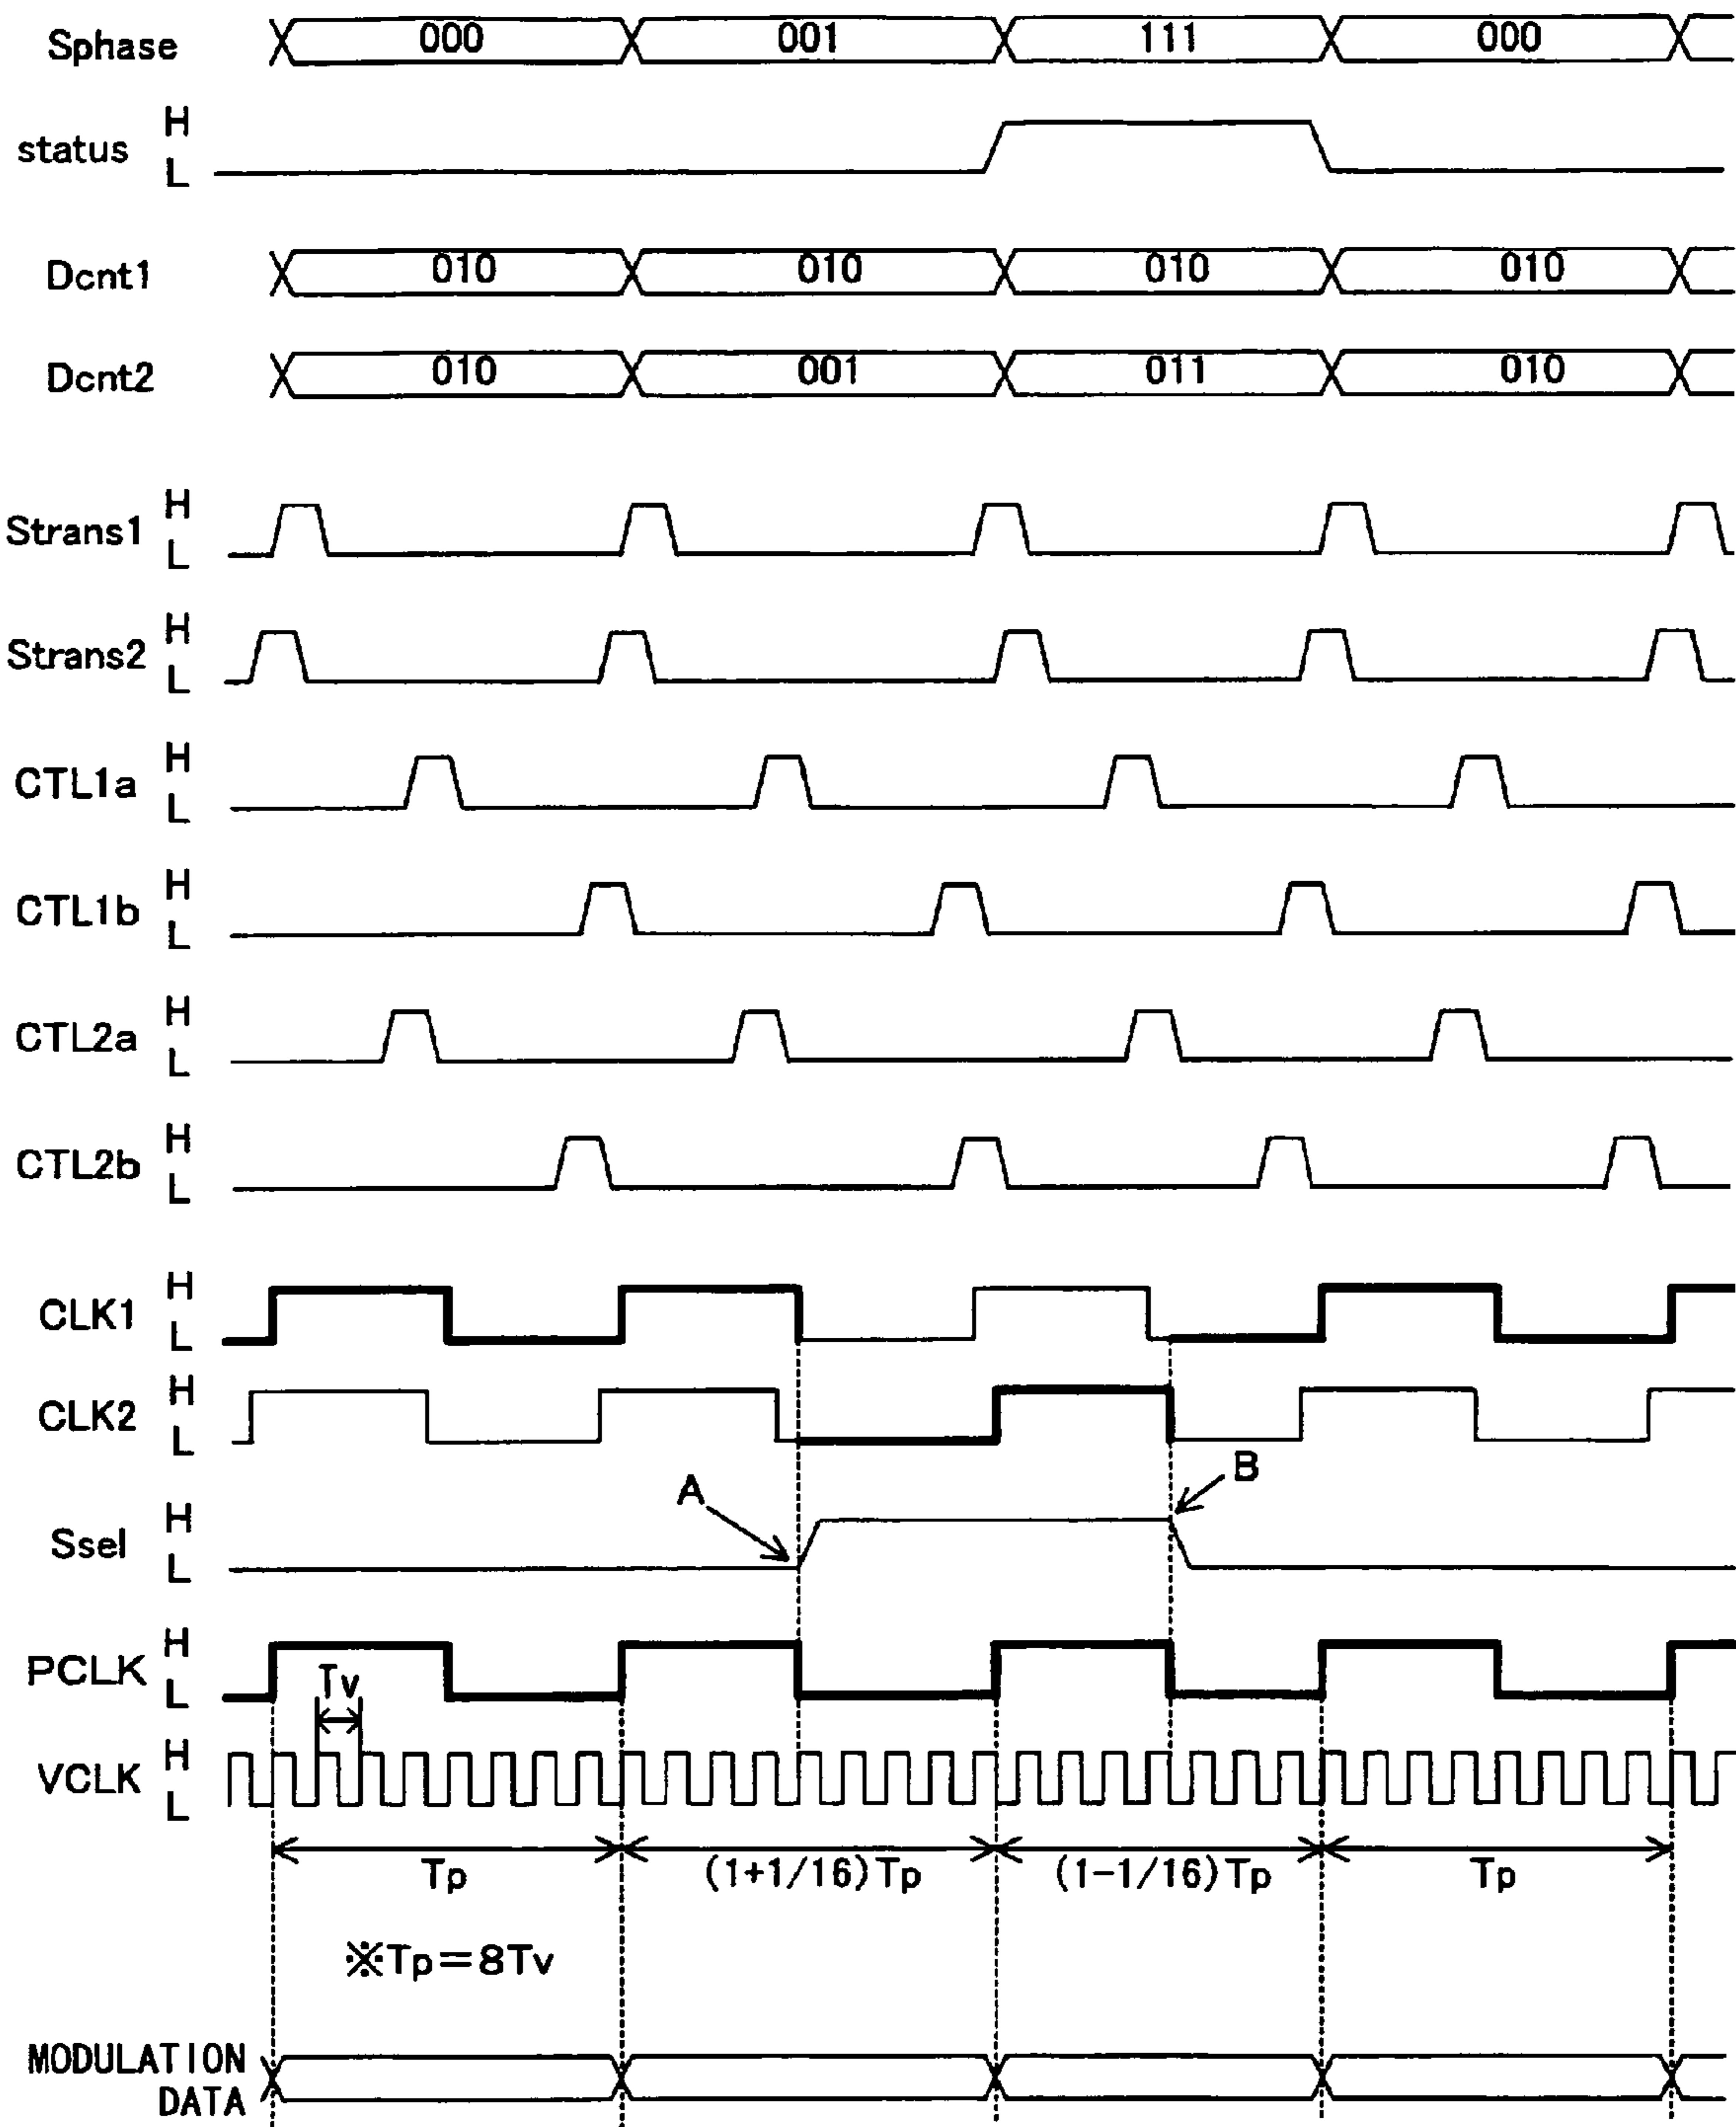 Sphase 000 001 111 000
status H L
Dcnt1 010 010 010 010
Dcnt2 010 001 011 010
Strans1 H L
Strans2 H L
CTL1a H L
CTL1b H L
CTL2a H L
CTL2b H L
CLK1 H L
CLK2 H L
A B
Ssel H L
PCLK H L Tv
VCLK H L
Tp (1+1/16)Tp (1−1/16)Tp Tp
※Tp=8Tv
MODULATION
DATA